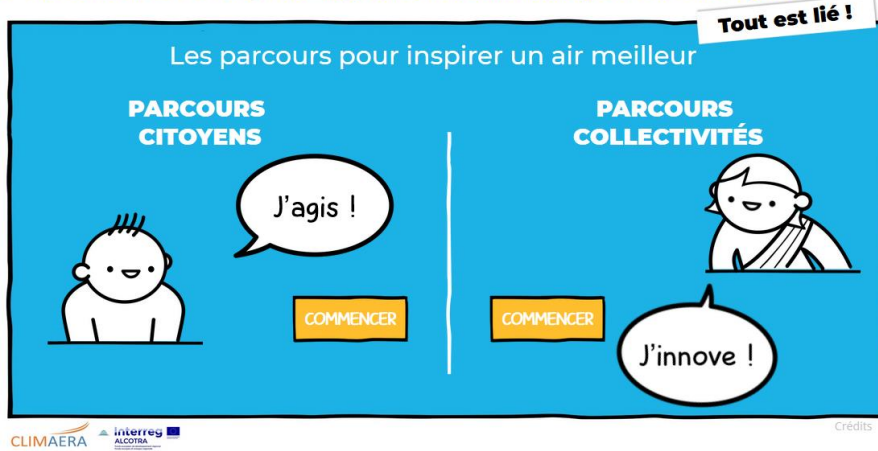 Tout est lié !
Les parcours pour inspirer un air meilleur
PARCOURS
CITOYENS
J'agis !
COMMENCER
PARCOURS
COLLECTIVITÉS
COMMENCER
J'innove !
Crédits
CLIMAERA
Interreg
ALCOTRA